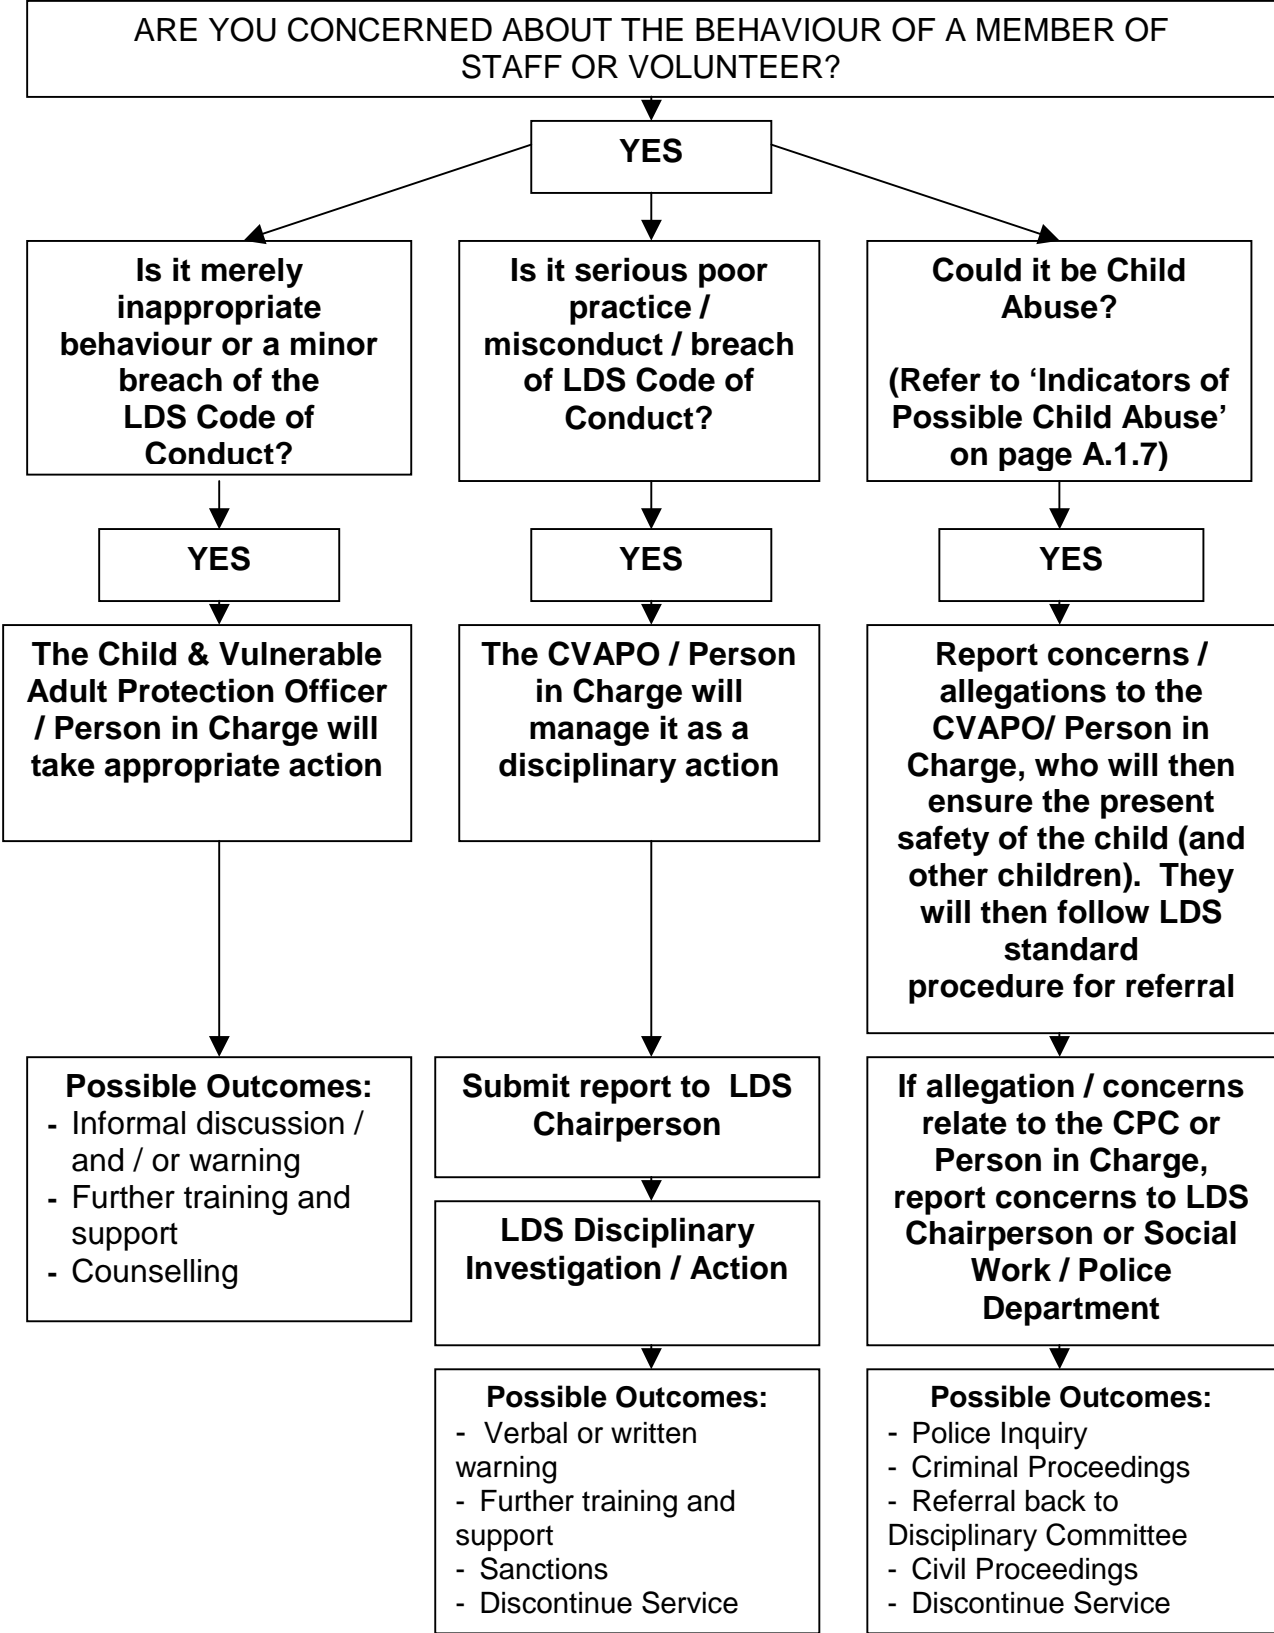 ARE YOU CONCERNED ABOUT THE BEHAVIOUR OF A MEMBER OF
STAFF OR VOLUNTEER?
YES
Is it merely
inappropriate
behaviour or a minor
breach of the
LDS Code of
Conduct?
Is it serious poor
practice /
misconduct / breach
of LDS Code of
Conduct?
Could it be Child
Abuse?
(Refer to ‘Indicators of
Possible Child Abuse’
on page A.1.7)
YES
YES
YES
The Child & Vulnerable
Adult Protection Officer
/ Person in Charge will
take appropriate action
The CVAPO / Person
in Charge will
manage it as a
disciplinary action
Report concerns /
allegations to the
CVAPO/ Person in
Charge, who will then
ensure the present
safety of the child (and
other children).  They
will then follow LDS
standard
procedure for referral
Possible Outcomes:
- Informal discussion /
and / or warning
- Further training and
support
- Counselling
Submit report to  LDS
Chairperson
LDS Disciplinary
Investigation / Action
Possible Outcomes:
-  Verbal or written
warning
- Further training and
support
- Sanctions
- Discontinue Service
If allegation / concerns
relate to the CPC or
Person in Charge,
report concerns to LDS
Chairperson or Social
Work / Police
Department
Possible Outcomes:
- Police Inquiry
- Criminal Proceedings
- Referral back to
Disciplinary Committee
- Civil Proceedings
- Discontinue Service